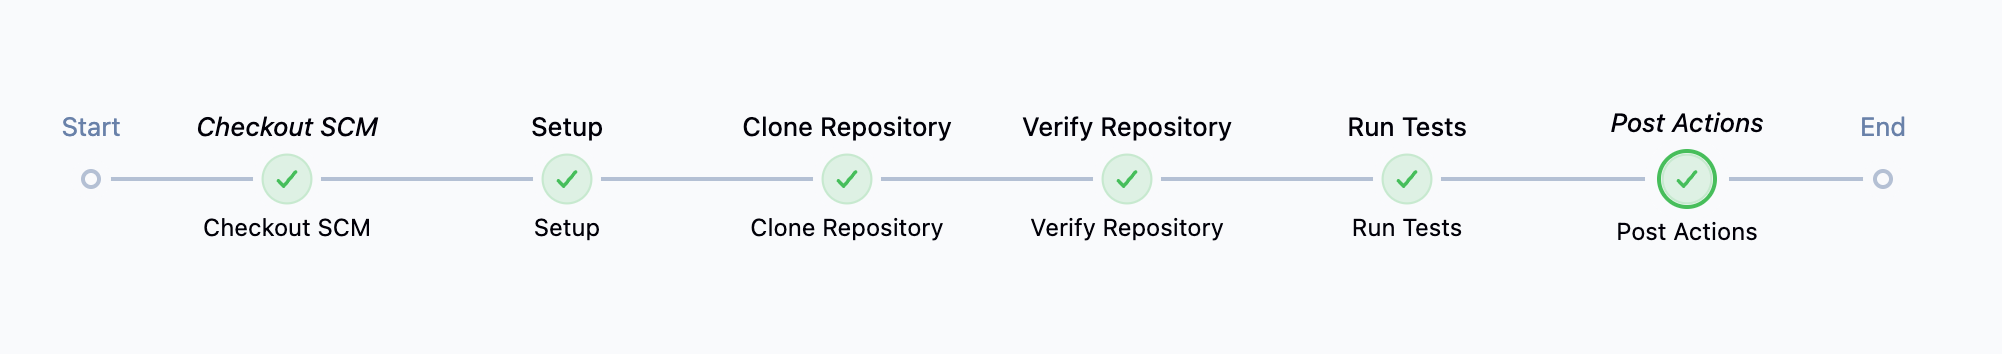 Start
Checkout SCM
Setup
Clone Repository
Verify Repository
Run Tests
Post Actions
End
Checkout SCM
Setup
Clone Repository
Verify Repository
Run Tests
Post Actions